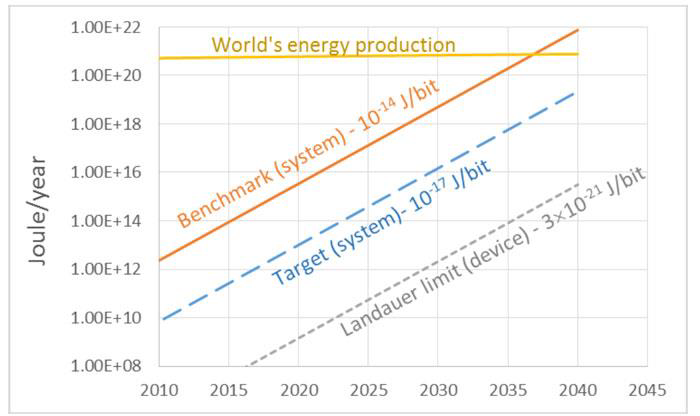 1.00E+22
World's energy production
1.00E+20
Benchmark (system) - 10⁻¹⁴ J/bit
1.00E+18
1.00E+16
Target (system)- 10⁻¹⁷ J/bit
1.00E+14
Landauer limit (device) - 3×10⁻²¹ J/bit
1.00E+12
1.00E+10
1.00E+08
Joule/year
2010 2015 2020 2025 2030 2035 2040 2045